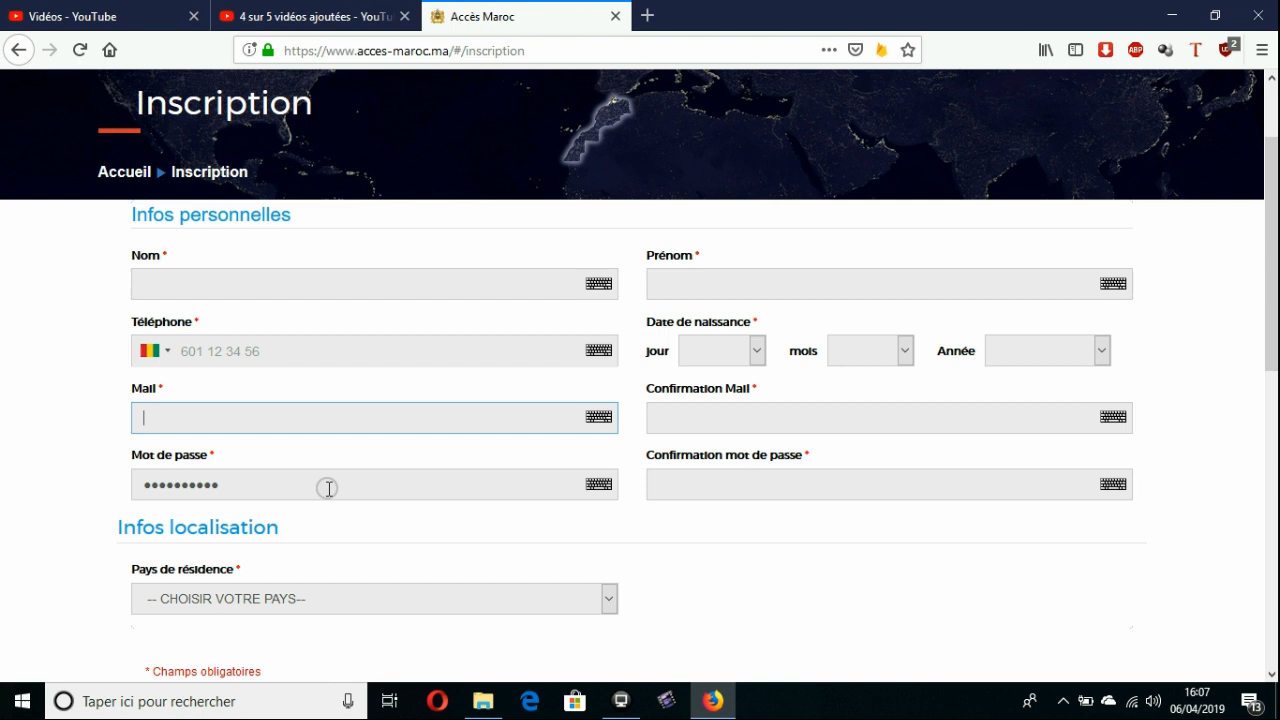 Vidéos - YouTube
4 sur 5 vidéos ajoutées - YouTu
Accès Maroc
https://www.acces-maroc.ma/#/inscription
ABP
T
2
Inscription
Accueil Inscription
Infos personnelles
Nom * Prénom *
Téléphone * Date de naissance *
601 12 34 56 jour mois Année
Mail * Confirmation Mail *
Mot de passe * Confirmation mot de passe *
••••••••••
Infos localisation
Pays de résidence *
-- CHOISIR VOTRE PAYS--
* Champs obligatoires
Taper ici pour rechercher
16:07
06/04/2019
13